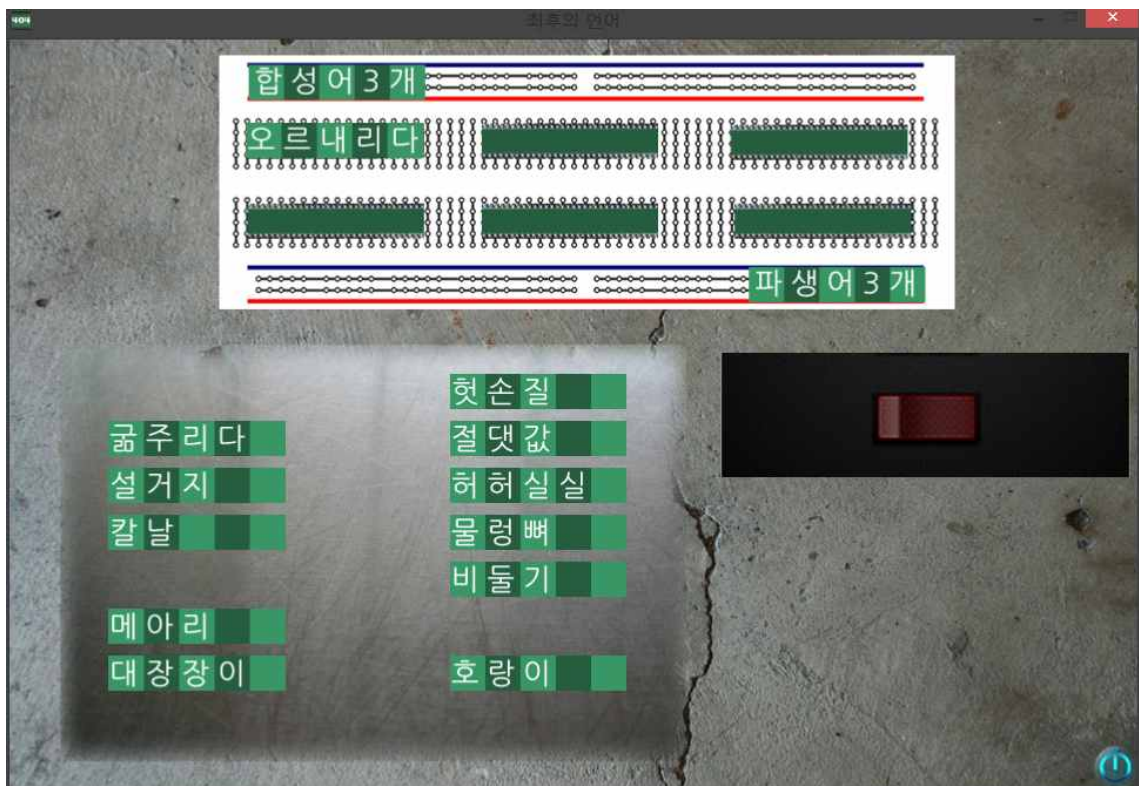 404
최후의 언어
합성어3개
오르내리다
파생어3개
헛손질
굶주리다
절댓값
설거지
허허실실
칼날
물렁뼈
비둘기
메아리
대장장이
호랑이